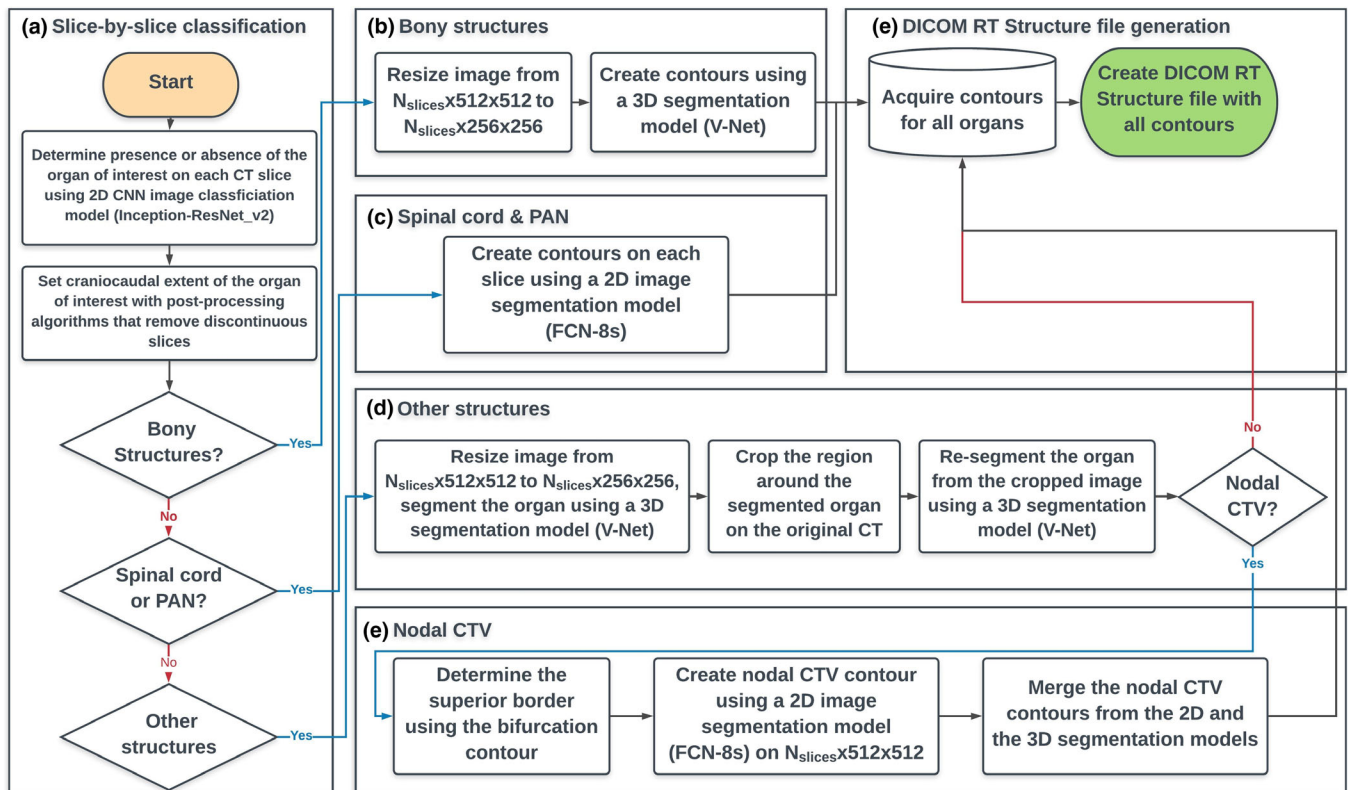 (a) Slice-by-slice classification
Start
Determine presence or absence of the
organ of interest on each CT slice
using 2D CNN image classficiation
model (Inception-ResNet_v2)
Set craniocaudal extent of the organ
of interest with post-processing
algorithms that remove discontinuous
slices
Bony
Structures?
Yes
No
Spinal cord
or PAN?
Yes
No
Other
structures
Yes
(b) Bony structures
Resize image from
Nslicesx512x512 to
Nslicesx256x256
Create contours using
a 3D segmentation
model (V-Net)
(c) Spinal cord & PAN
Create contours on each
slice using a 2D image
segmentation model
(FCN-8s)
(d) Other structures
Resize image from
Nslicesx512x512 to Nslicesx256x256,
segment the organ using a 3D
segmentation model (V-Net)
Crop the region
around the
segmented organ
on the original CT
Re-segment the organ
from the cropped image
using a 3D segmentation
model (V-Net)
Nodal
CTV?
No
Yes
(e) Nodal CTV
Determine the
superior border
using the bifurcation
contour
Create nodal CTV contour
using a 2D image
segmentation model
(FCN-8s) on Nslicesx512x512
Merge the nodal CTV
contours from the 2D and
the 3D segmentation models
(e) DICOM RT Structure file generation
Acquire contours
for all organs
Create DICOM RT
Structure file with
all contours